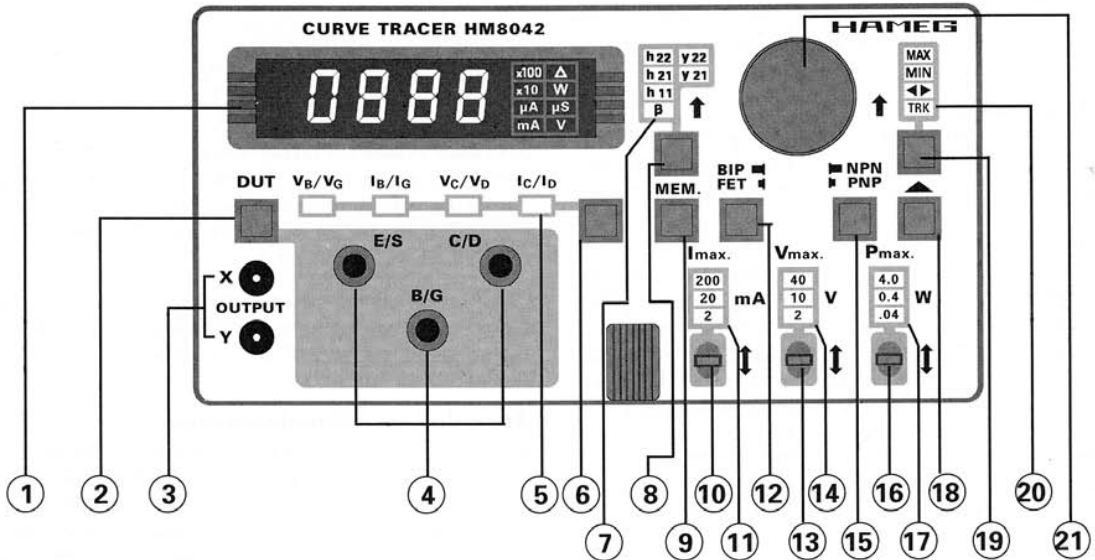 CURVE TRACER HM8042
HAMEG
0888
x100 Δ
x10 W
µA µS
mA V
h22 y22
h21 y21
h11
β
MAX
MIN
◀▶
TRK
DUT
VB/VG IB/IG VC/VD IC/ID
MEM.
BIP
FET
NPN
PNP
E/S C/D
B/G
X
OUTPUT
Y
Imax.
200
20
2
mA
Vmax.
40
10
2
V
Pmax.
4.0
0.4
.04
W
1 2 3 4 5 6 7 8 9 10 11 12 13 14 15 16 17 18 19 20 21